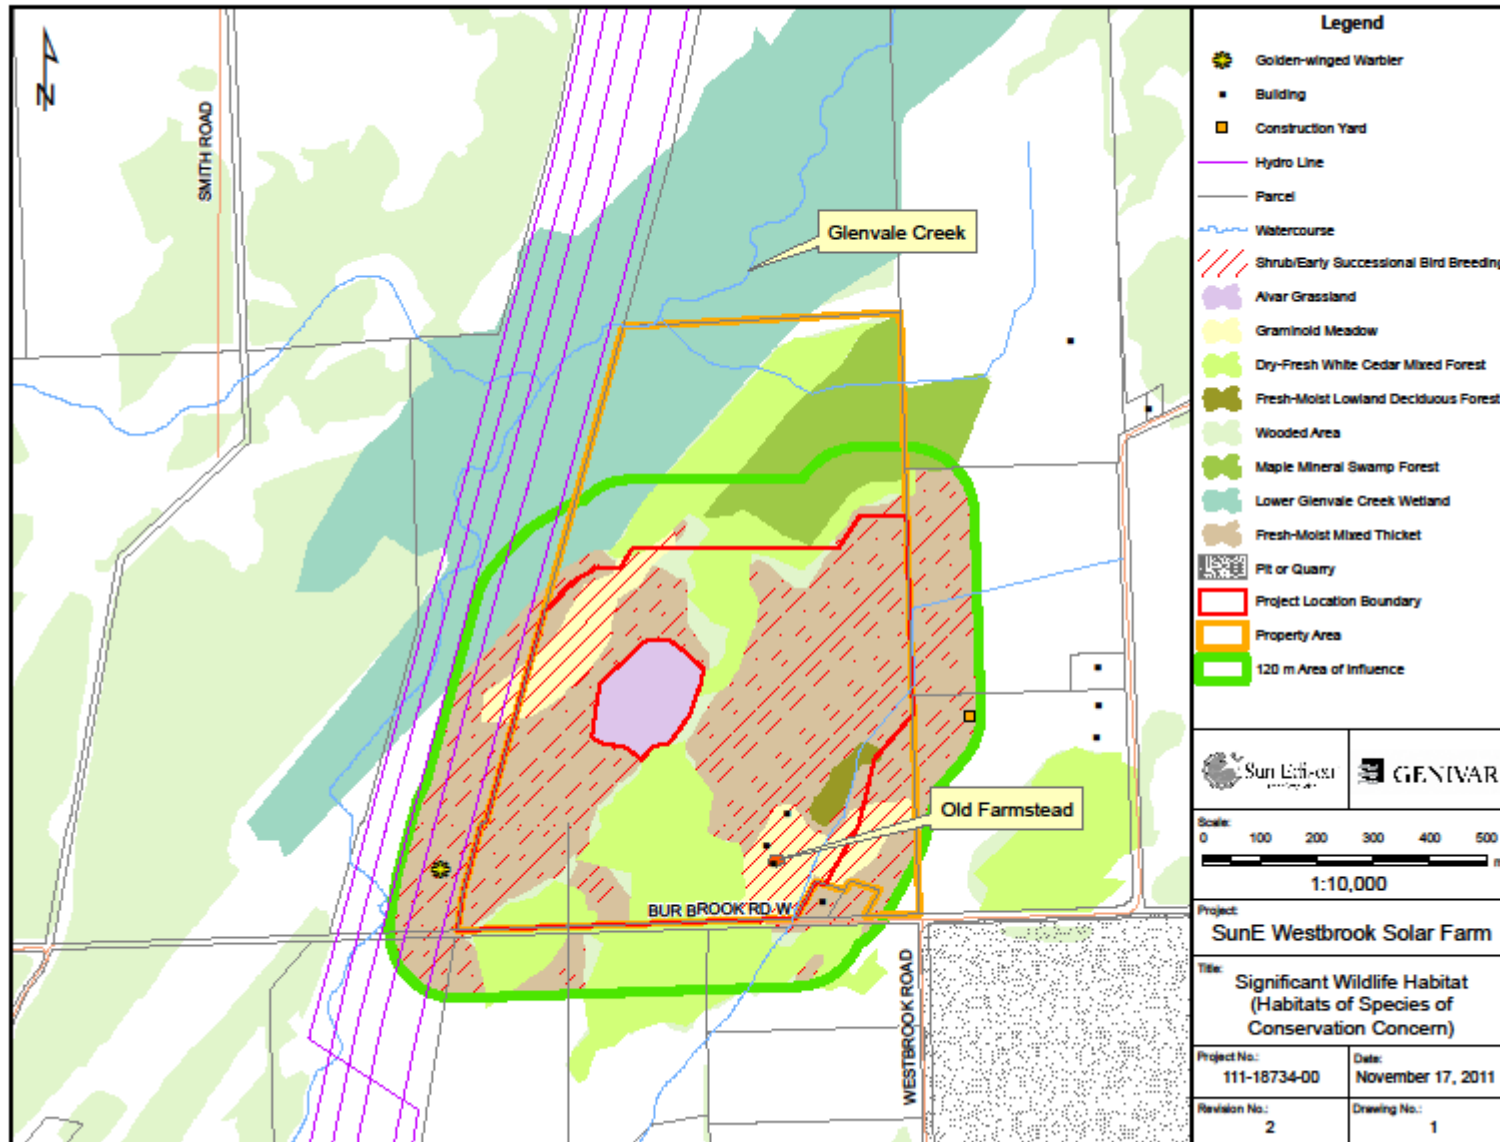 N
SMITH ROAD
Glenvale Creek
Old Farmstead
BUR BROOK RD W
WESTBROOK ROAD
Legend
Golden-winged Warbler
Building
Construction Yard
Hydro Line
Parcel
Watercourse
Shrub/Early Successional Bird Breeding
Alvar Grassland
Graminoid Meadow
Dry-Fresh White Cedar Mixed Forest
Fresh-Moist Lowland Deciduous Forest
Wooded Area
Maple Mineral Swamp Forest
Lower Glenvale Creek Wetland
Fresh-Moist Mixed Thicket
Pit or Quarry
Project Location Boundary
Property Area
120 m Area of Influence
Sun Edison
GENIVAR
Scale:
0 100 200 300 400 500
m
1:10,000
Project:
SunE Westbrook Solar Farm
Title:
Significant Wildlife Habitat
(Habitats of Species of
Conservation Concern)
Project No.:
111-18734-00
Date:
November 17, 2011
Revision No.:
2
Drawing No.:
1